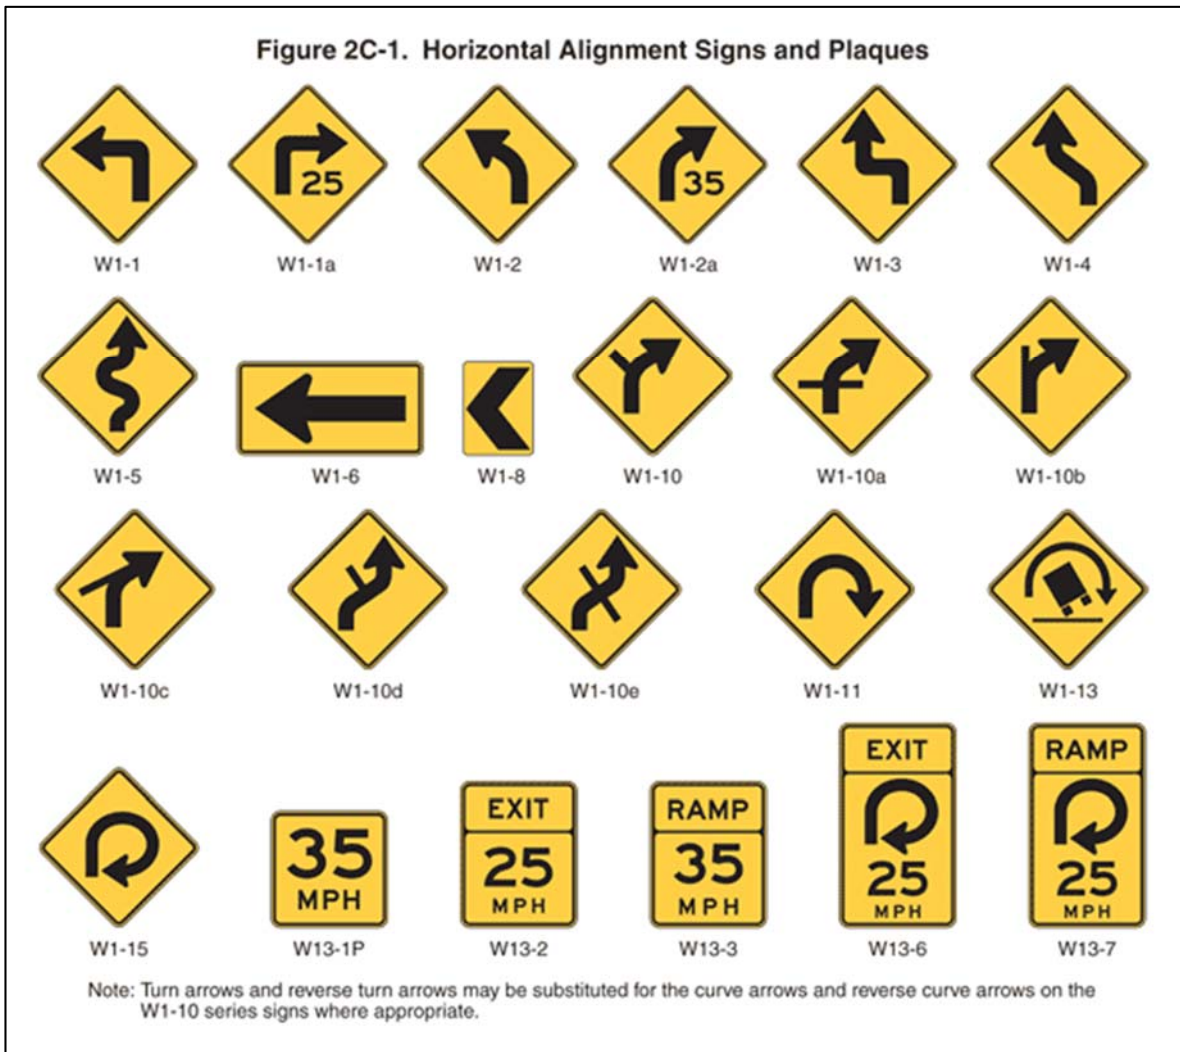 Figure 2C-1. Horizontal Alignment Signs and Plaques
25
35
W1-1 W1-1a W1-2 W1-2a W1-3 W1-4
W1-5 W1-6 W1-8 W1-10 W1-10a W1-10b
W1-10c W1-10d W1-10e W1-11 W1-13
35
MPH
EXIT
25
MPH
RAMP
35
MPH
EXIT
25
MPH
RAMP
25
MPH
W1-15 W13-1P W13-2 W13-3 W13-6 W13-7
Note: Turn arrows and reverse turn arrows may be substituted for the curve arrows and reverse curve arrows on the
W1-10 series signs where appropriate.